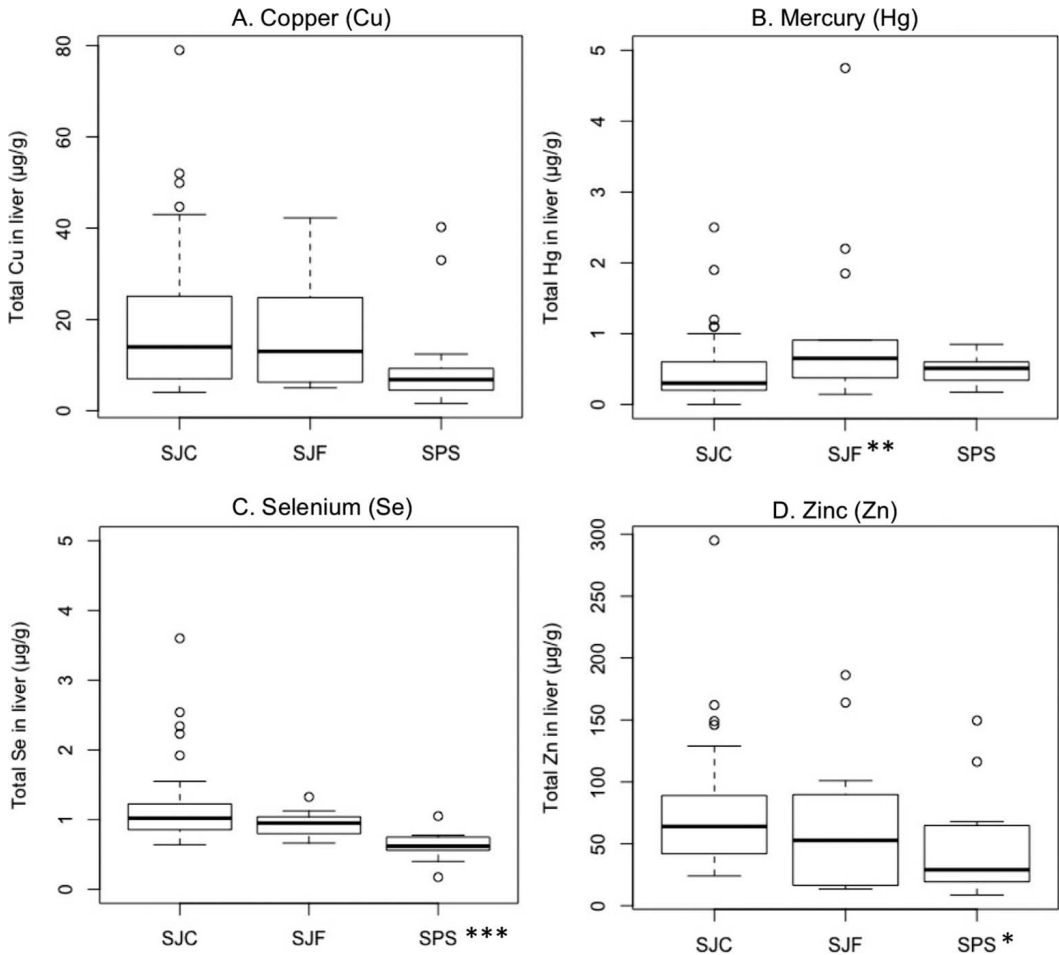 A. Copper (Cu)
Total Cu in liver (µg/g)
80
60
40
20
0
SJC SJF SPS
B. Mercury (Hg)
Total Hg in liver (µg/g)
5
4
3
2
1
0
SJC SJF** SPS
C. Selenium (Se)
Total Se in liver (µg/g)
5
4
3
2
1
0
SJC SJF SPS ***
D. Zinc (Zn)
Total Zn in liver (µg/g)
300
250
200
150
100
50
0
SJC SJF SPS *